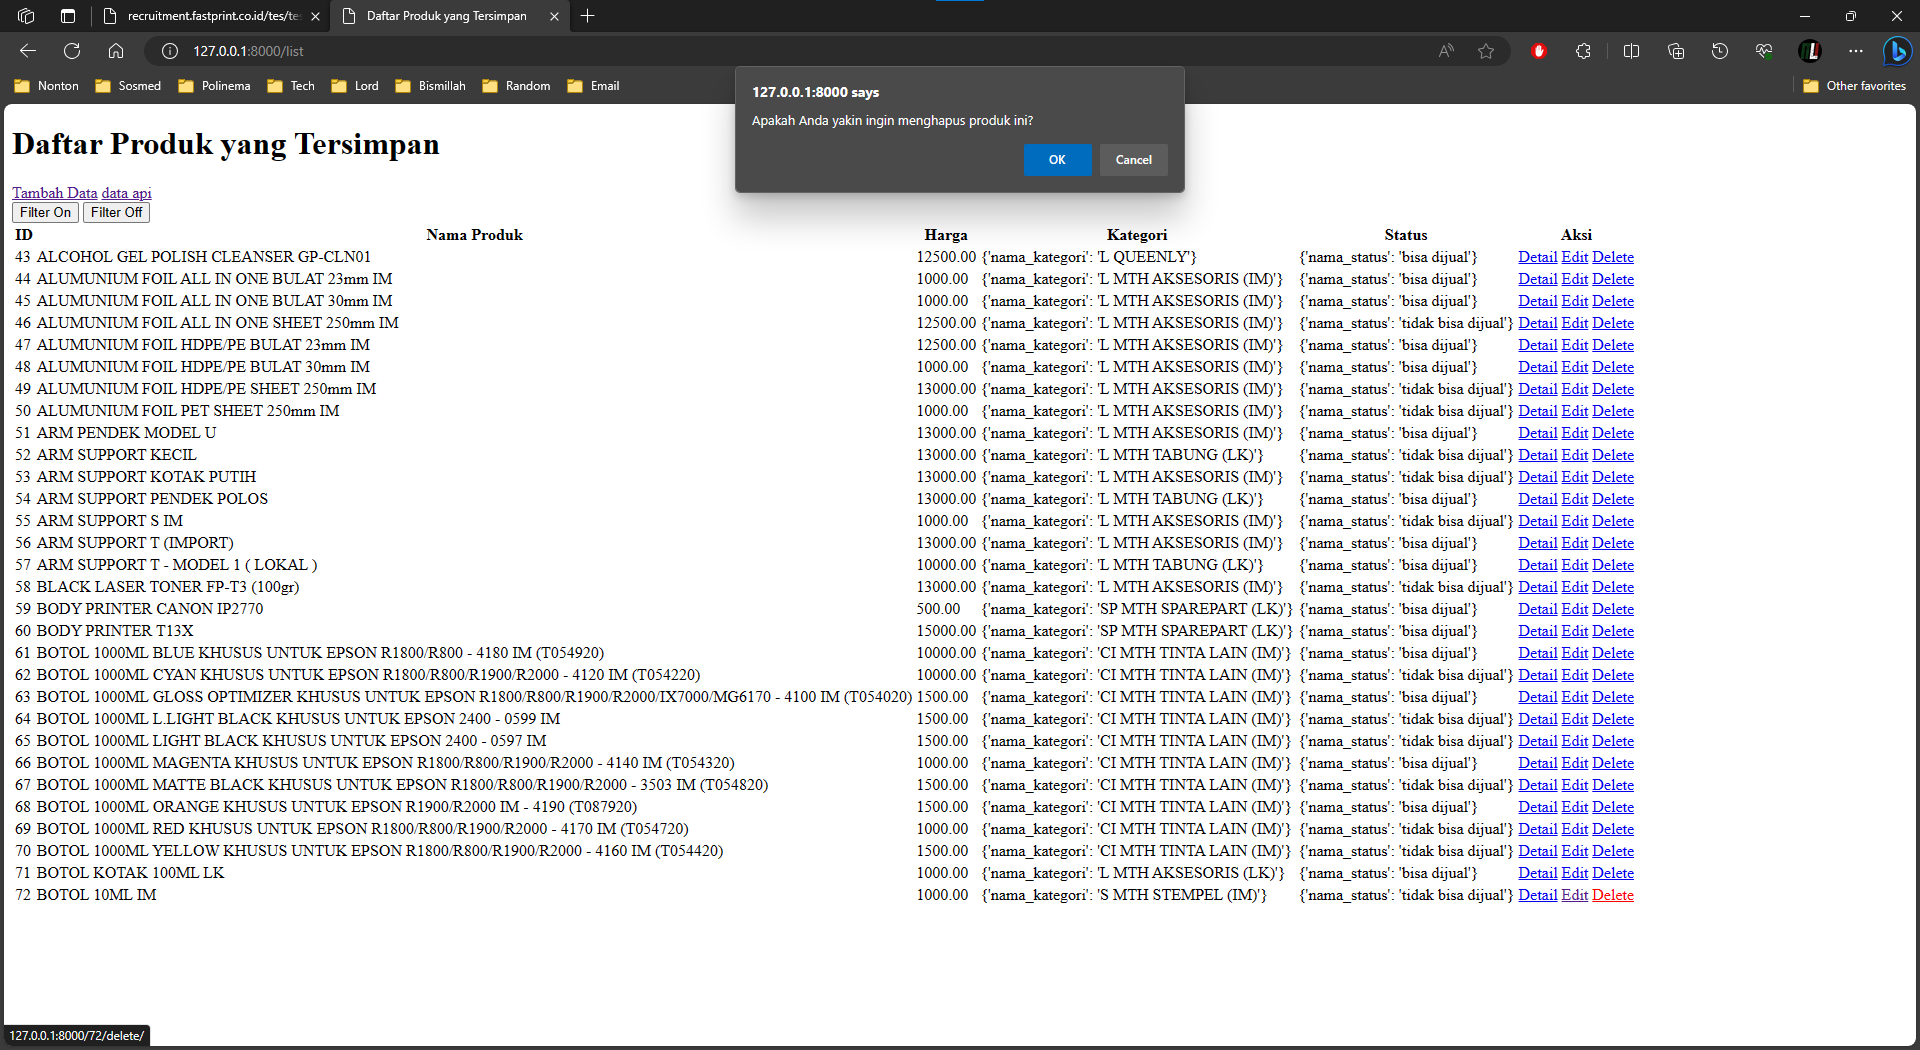 recruitment.fastprint.co.id/tes/tes
Daftar Produk yang Tersimpan
127.0.0.1:8000/list
Nonton Sosmed Polinema Tech Lord Bismillah Random Email Other favorites
127.0.0.1:8000 says
Apakah Anda yakin ingin menghapus produk ini?
OK Cancel
Daftar Produk yang Tersimpan
Tambah Data data api
Filter On Filter Off
ID Nama Produk Harga Kategori Status Aksi
43 ALCOHOL GEL POLISH CLEANSER GP-CLN01 12500.00 {'nama_kategori': 'L QUEENLY'} {'nama_status': 'bisa dijual'} Detail Edit Delete
44 ALUMUNIUM FOIL ALL IN ONE BULAT 23mm IM 1000.00 {'nama_kategori': 'L MTH AKSESORIS (IM)'} {'nama_status': 'bisa dijual'} Detail Edit Delete
45 ALUMUNIUM FOIL ALL IN ONE BULAT 30mm IM 1000.00 {'nama_kategori': 'L MTH AKSESORIS (IM)'} {'nama_status': 'bisa dijual'} Detail Edit Delete
46 ALUMUNIUM FOIL ALL IN ONE SHEET 250mm IM 12500.00 {'nama_kategori': 'L MTH AKSESORIS (IM)'} {'nama_status': 'tidak bisa dijual'} Detail Edit Delete
47 ALUMUNIUM FOIL HDPE/PE BULAT 23mm IM 12500.00 {'nama_kategori': 'L MTH AKSESORIS (IM)'} {'nama_status': 'bisa dijual'} Detail Edit Delete
48 ALUMUNIUM FOIL HDPE/PE BULAT 30mm IM 1000.00 {'nama_kategori': 'L MTH AKSESORIS (IM)'} {'nama_status': 'bisa dijual'} Detail Edit Delete
49 ALUMUNIUM FOIL HDPE/PE SHEET 250mm IM 13000.00 {'nama_kategori': 'L MTH AKSESORIS (IM)'} {'nama_status': 'tidak bisa dijual'} Detail Edit Delete
50 ALUMUNIUM FOIL PET SHEET 250mm IM 1000.00 {'nama_kategori': 'L MTH AKSESORIS (IM)'} {'nama_status': 'tidak bisa dijual'} Detail Edit Delete
51 ARM PENDEK MODEL U 13000.00 {'nama_kategori': 'L MTH AKSESORIS (IM)'} {'nama_status': 'bisa dijual'} Detail Edit Delete
52 ARM SUPPORT KECIL 13000.00 {'nama_kategori': 'L MTH TABUNG (LK)'} {'nama_status': 'tidak bisa dijual'} Detail Edit Delete
53 ARM SUPPORT KOTAK PUTIH 13000.00 {'nama_kategori': 'L MTH AKSESORIS (IM)'} {'nama_status': 'tidak bisa dijual'} Detail Edit Delete
54 ARM SUPPORT PENDEK POLOS 13000.00 {'nama_kategori': 'L MTH TABUNG (LK)'} {'nama_status': 'bisa dijual'} Detail Edit Delete
55 ARM SUPPORT S IM 1000.00 {'nama_kategori': 'L MTH AKSESORIS (IM)'} {'nama_status': 'tidak bisa dijual'} Detail Edit Delete
56 ARM SUPPORT T (IMPORT) 13000.00 {'nama_kategori': 'L MTH AKSESORIS (IM)'} {'nama_status': 'bisa dijual'} Detail Edit Delete
57 ARM SUPPORT T - MODEL 1 ( LOKAL ) 10000.00 {'nama_kategori': 'L MTH TABUNG (LK)'} {'nama_status': 'bisa dijual'} Detail Edit Delete
58 BLACK LASER TONER FP-T3 (100gr) 13000.00 {'nama_kategori': 'L MTH AKSESORIS (IM)'} {'nama_status': 'tidak bisa dijual'} Detail Edit Delete
59 BODY PRINTER CANON IP2770 500.00 {'nama_kategori': 'SP MTH SPAREPART (LK)'} {'nama_status': 'bisa dijual'} Detail Edit Delete
60 BODY PRINTER T13X 15000.00 {'nama_kategori': 'SP MTH SPAREPART (LK)'} {'nama_status': 'bisa dijual'} Detail Edit Delete
61 BOTOL 1000ML BLUE KHUSUS UNTUK EPSON R1800/R800 - 4180 IM (T054920) 10000.00 {'nama_kategori': 'CI MTH TINTA LAIN (IM)'} {'nama_status': 'bisa dijual'} Detail Edit Delete
62 BOTOL 1000ML CYAN KHUSUS UNTUK EPSON R1800/R800/R1900/R2000 - 4120 IM (T054220) 10000.00 {'nama_kategori': 'CI MTH TINTA LAIN (IM)'} {'nama_status': 'tidak bisa dijual'} Detail Edit Delete
63 BOTOL 1000ML GLOSS OPTIMIZER KHUSUS UNTUK EPSON R1800/R800/R1900/R2000/IX7000/MG6170 - 4100 IM (T054020) 1500.00 {'nama_kategori': 'CI MTH TINTA LAIN (IM)'} {'nama_status': 'bisa dijual'} Detail Edit Delete
64 BOTOL 1000ML L.LIGHT BLACK KHUSUS UNTUK EPSON 2400 - 0599 IM 1500.00 {'nama_kategori': 'CI MTH TINTA LAIN (IM)'} {'nama_status': 'tidak bisa dijual'} Detail Edit Delete
65 BOTOL 1000ML LIGHT BLACK KHUSUS UNTUK EPSON 2400 - 0597 IM 1500.00 {'nama_kategori': 'CI MTH TINTA LAIN (IM)'} {'nama_status': 'tidak bisa dijual'} Detail Edit Delete
66 BOTOL 1000ML MAGENTA KHUSUS UNTUK EPSON R1800/R800/R1900/R2000 - 4140 IM (T054320) 1000.00 {'nama_kategori': 'CI MTH TINTA LAIN (IM)'} {'nama_status': 'bisa dijual'} Detail Edit Delete
67 BOTOL 1000ML MATTE BLACK KHUSUS UNTUK EPSON R1800/R800/R1900/R2000 - 3503 IM (T054820) 1500.00 {'nama_kategori': 'CI MTH TINTA LAIN (IM)'} {'nama_status': 'tidak bisa dijual'} Detail Edit Delete
68 BOTOL 1000ML ORANGE KHUSUS UNTUK EPSON R1900/R2000 IM - 4190 (T087920) 1500.00 {'nama_kategori': 'CI MTH TINTA LAIN (IM)'} {'nama_status': 'bisa dijual'} Detail Edit Delete
69 BOTOL 1000ML RED KHUSUS UNTUK EPSON R1800/R800/R1900/R2000 - 4170 IM (T054720) 1000.00 {'nama_kategori': 'CI MTH TINTA LAIN (IM)'} {'nama_status': 'tidak bisa dijual'} Detail Edit Delete
70 BOTOL 1000ML YELLOW KHUSUS UNTUK EPSON R1800/R800/R1900/R2000 - 4160 IM (T054420) 1500.00 {'nama_kategori': 'CI MTH TINTA LAIN (IM)'} {'nama_status': 'tidak bisa dijual'} Detail Edit Delete
71 BOTOL KOTAK 100ML LK 1000.00 {'nama_kategori': 'L MTH AKSESORIS (LK)'} {'nama_status': 'bisa dijual'} Detail Edit Delete
72 BOTOL 10ML IM 1000.00 {'nama_kategori': 'S MTH STEMPEL (IM)'} {'nama_status': 'tidak bisa dijual'} Detail Edit Delete
127.0.0.1:8000/72/delete/